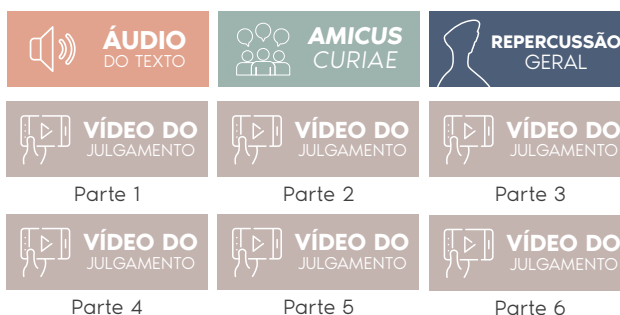 ÁUDIO
DO TEXTO
AMICUS
CURIAE
REPERCUSSÃO
GERAL
VÍDEO DO
JULGAMENTO
Parte 1
VÍDEO DO
JULGAMENTO
Parte 2
VÍDEO DO
JULGAMENTO
Parte 3
VÍDEO DO
JULGAMENTO
Parte 4
VÍDEO DO
JULGAMENTO
Parte 5
VÍDEO DO
JULGAMENTO
Parte 6